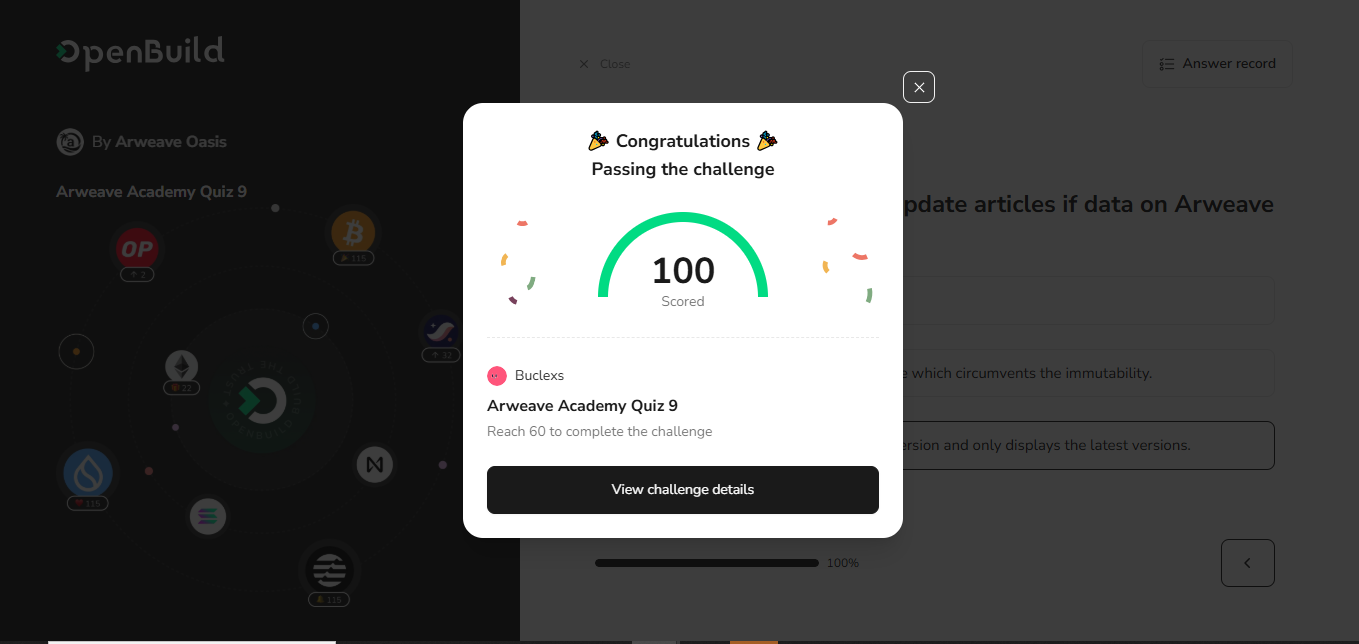 OpenBuild
Close
Answer record
By Arweave Oasis
Arweave Academy Quiz 9
pdate articles if data on Arweave
OP
2
115
32
22
115
115
Congratulations
Passing the challenge
100
Scored
Buclexs
Arweave Academy Quiz 9
Reach 60 to complete the challenge
View challenge details
e which circumvents the immutability.
ersion and only displays the latest versions.
100%